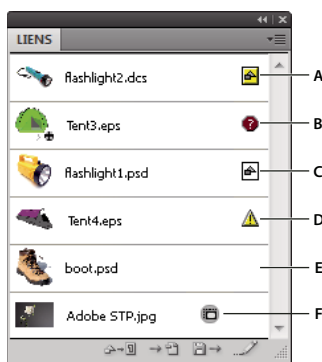 LIENS
flashlight2.dcs
A
Tent3.eps
B
flashlight1.psd
C
Tent4.eps
D
boot.psd
E
Adobe STP.jpg
F